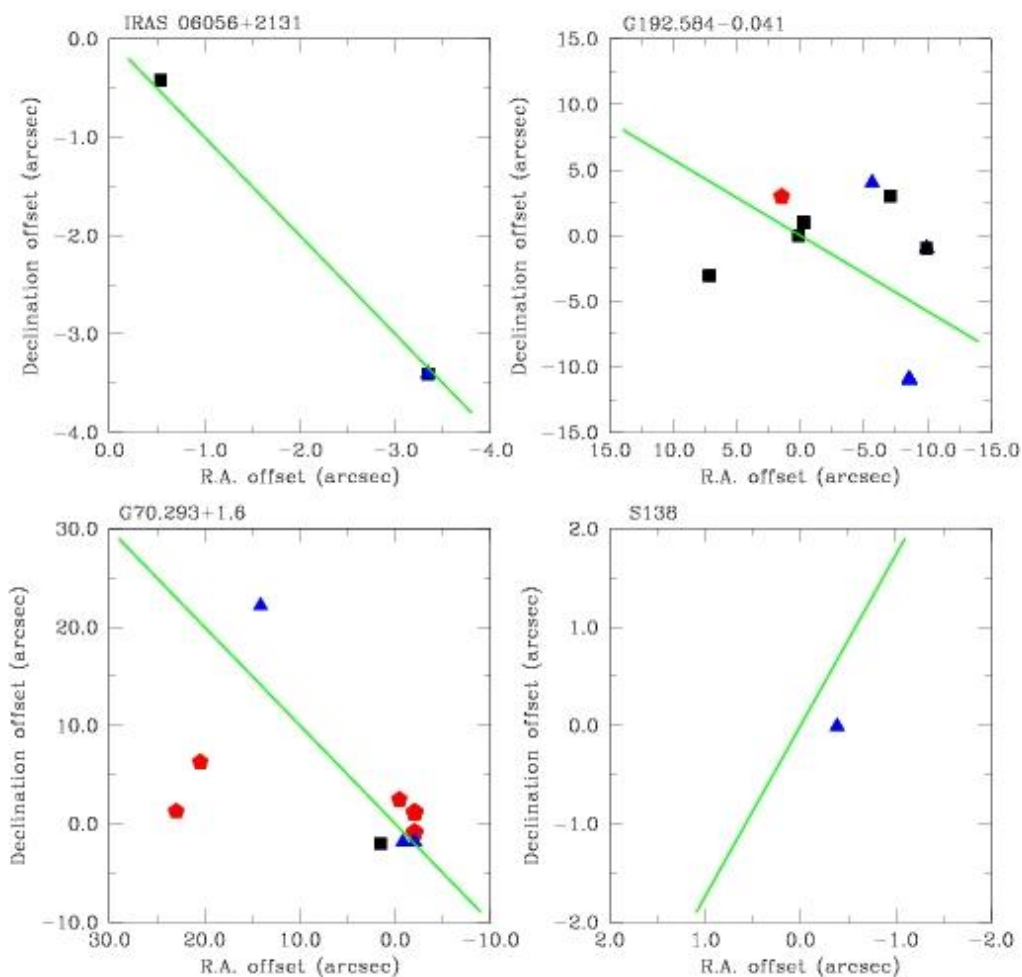 IRAS 06056+2131
0.0
−1.0
−2.0
−3.0
−4.0
Declination offset (arcsec)
0.0 −1.0 −2.0 −3.0 −4.0
R.A. offset (arcsec)
G192.584−0.041
15.0
10.0
5.0
0.0
−5.0
−10.0
−15.0
Declination offset (arcsec)
15.0 10.0 5.0 0.0 −5.0 −10.0 −15.0
R.A. offset (arcsec)
G70.293+1.6
30.0
20.0
10.0
0.0
−10.0
Declination offset (arcsec)
30.0 20.0 10.0 0.0 −10.0
R.A. offset (arcsec)
S138
2.0
1.0
0.0
−1.0
−2.0
Declination offset (arcsec)
2.0 1.0 0.0 −1.0 −2.0
R.A. offset (arcsec)